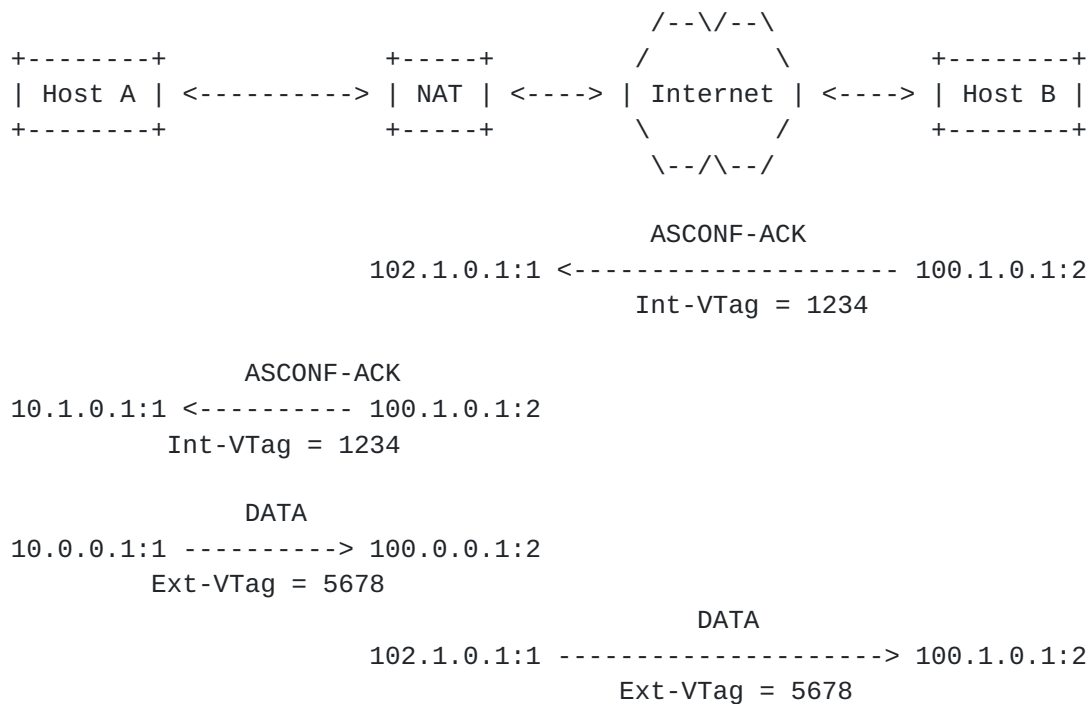 /--\/--\
+--------+              +-----+         /        \         +--------+
| Host A | <----------> | NAT | <----> | Internet | <----> | Host B |
+--------+              +-----+         \        /         +--------+
\--/\--/
ASCONF-ACK
102.1.0.1:1 <--------------------- 100.1.0.1:2
Int-VTag = 1234
ASCONF-ACK
10.1.0.1:1 <---------- 100.1.0.1:2
Int-VTag = 1234
DATA
10.0.0.1:1 ----------> 100.0.0.1:2
Ext-VTag = 5678
DATA
102.1.0.1:1 ---------------------> 100.1.0.1:2
Ext-VTag = 5678